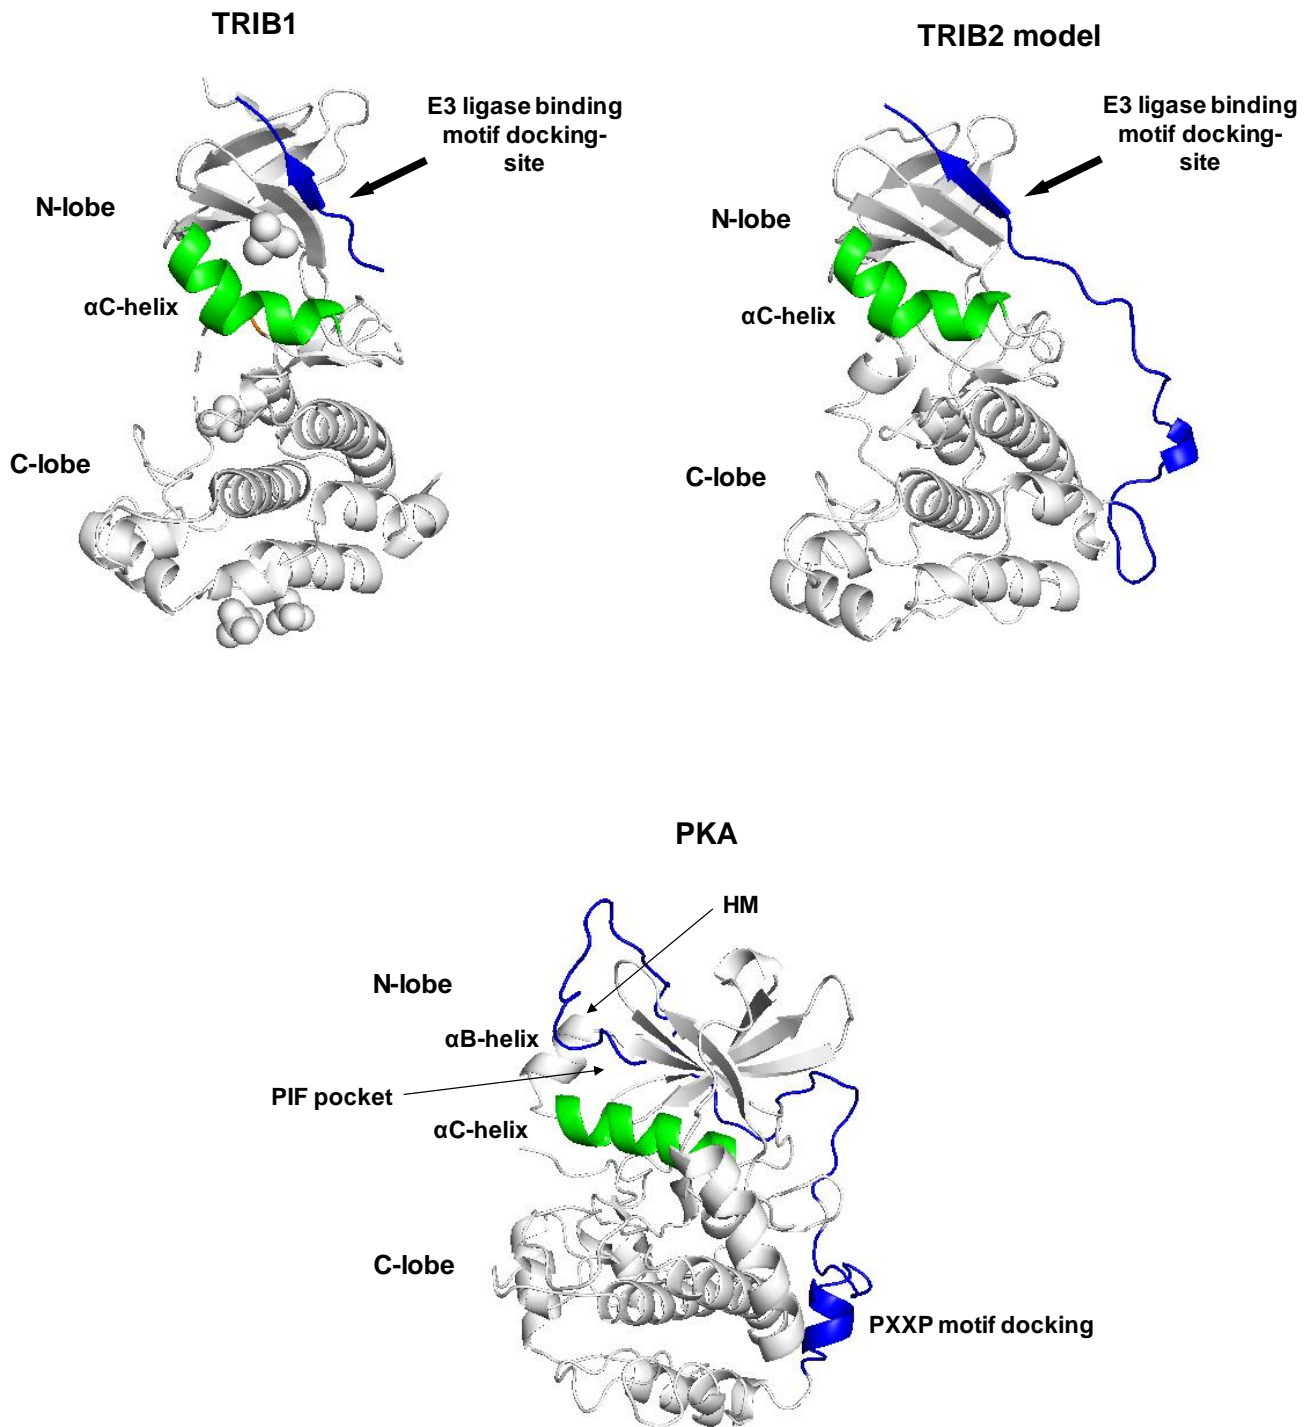 TRIB1
E3 ligase binding
motif docking-
site
N-lobe
αC-helix
C-lobe
TRIB2 model
E3 ligase binding
motif docking-
site
N-lobe
αC-helix
C-lobe
PKA
HM
N-lobe
αB-helix
PIF pocket
αC-helix
C-lobe
PXXP motif docking